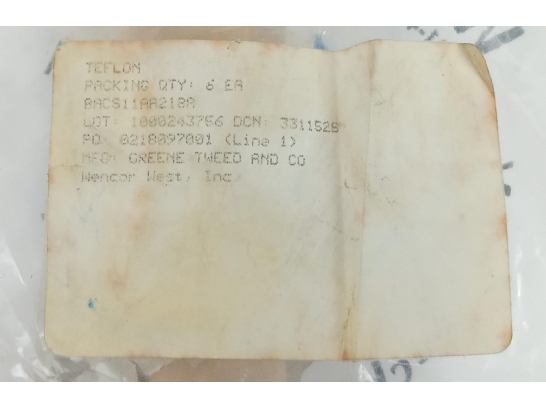 TEFLON
PACKING QTY: 6 EA
BACS11AA218A
LOT: 1000243756 DCN: 3311529
PO: 0218097001 (Line 1)
MFG: GREENE TWEED AND CO
Wencor West, Inc